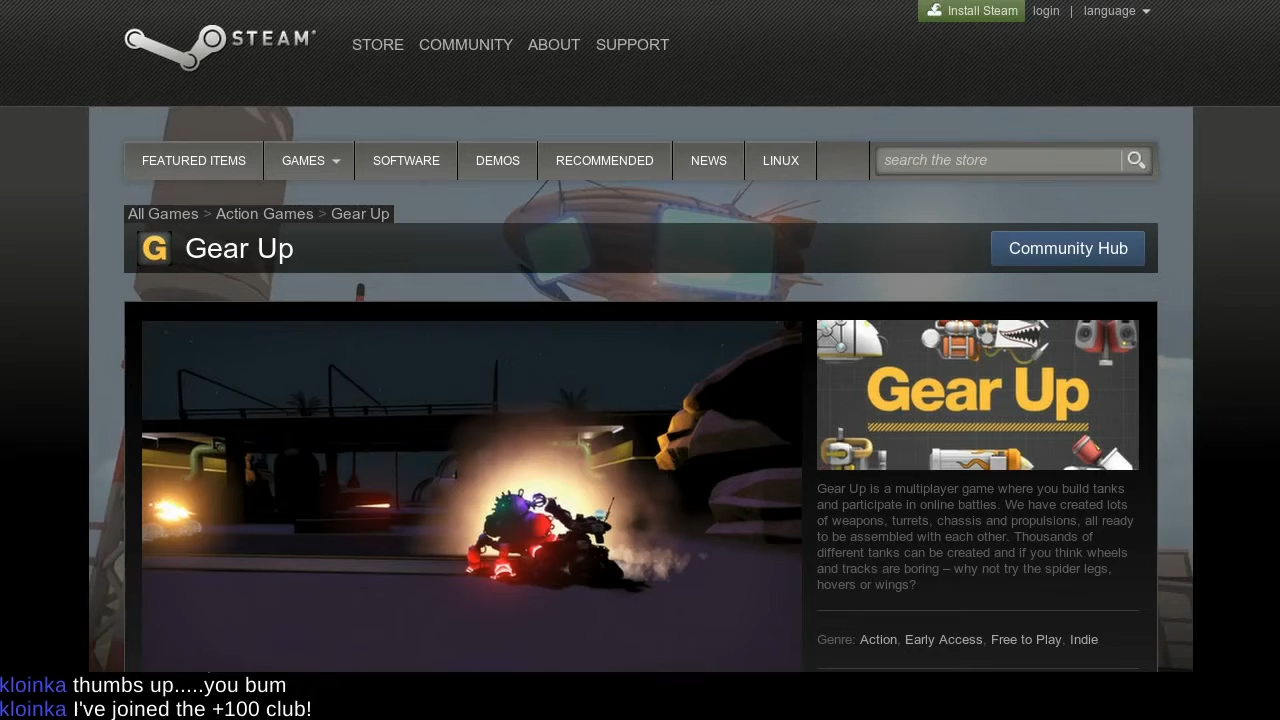 Install Steam login | language
STEAM
STORE COMMUNITY ABOUT SUPPORT
FEATURED ITEMS GAMES SOFTWARE DEMOS RECOMMENDED NEWS LINUX search the store
All Games > Action Games > Gear Up
G Gear Up Community Hub
Gear Up
Gear Up is a multiplayer game where you build tanks
and participate in online battles. We have created lots
of weapons, turrets, chassis and propulsions, all ready
to be assembled with each other. Thousands of
different tanks can be created and if you think wheels
and tracks are boring – why not try the spider legs,
hovers or wings?
Genre: Action, Early Access, Free to Play, Indie
kloinka thumbs up.....you bum
kloinka I've joined the +100 club!